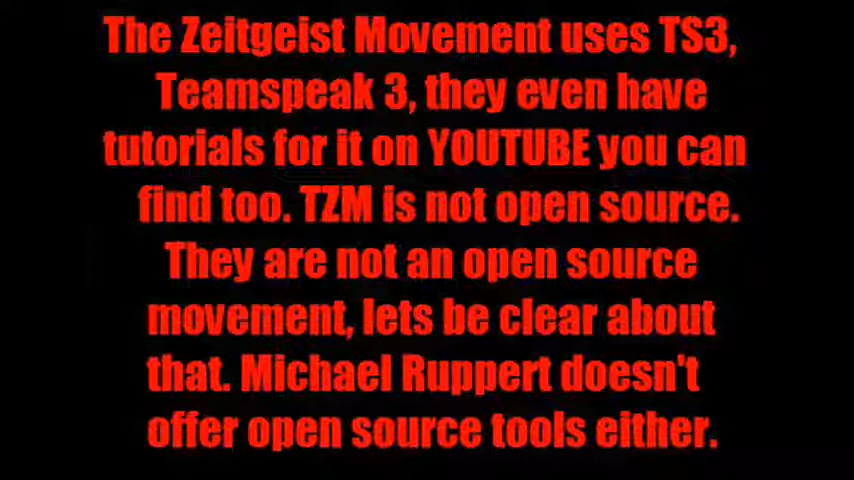 The Zeitgeist Movement uses TS3,
Teamspeak 3, they even have
tutorials for it on YOUTUBE you can
find too. TZM is not open source.
They are not an open source
movement, lets be clear about
that. Michael Ruppert doesn't
offer open source tools either.